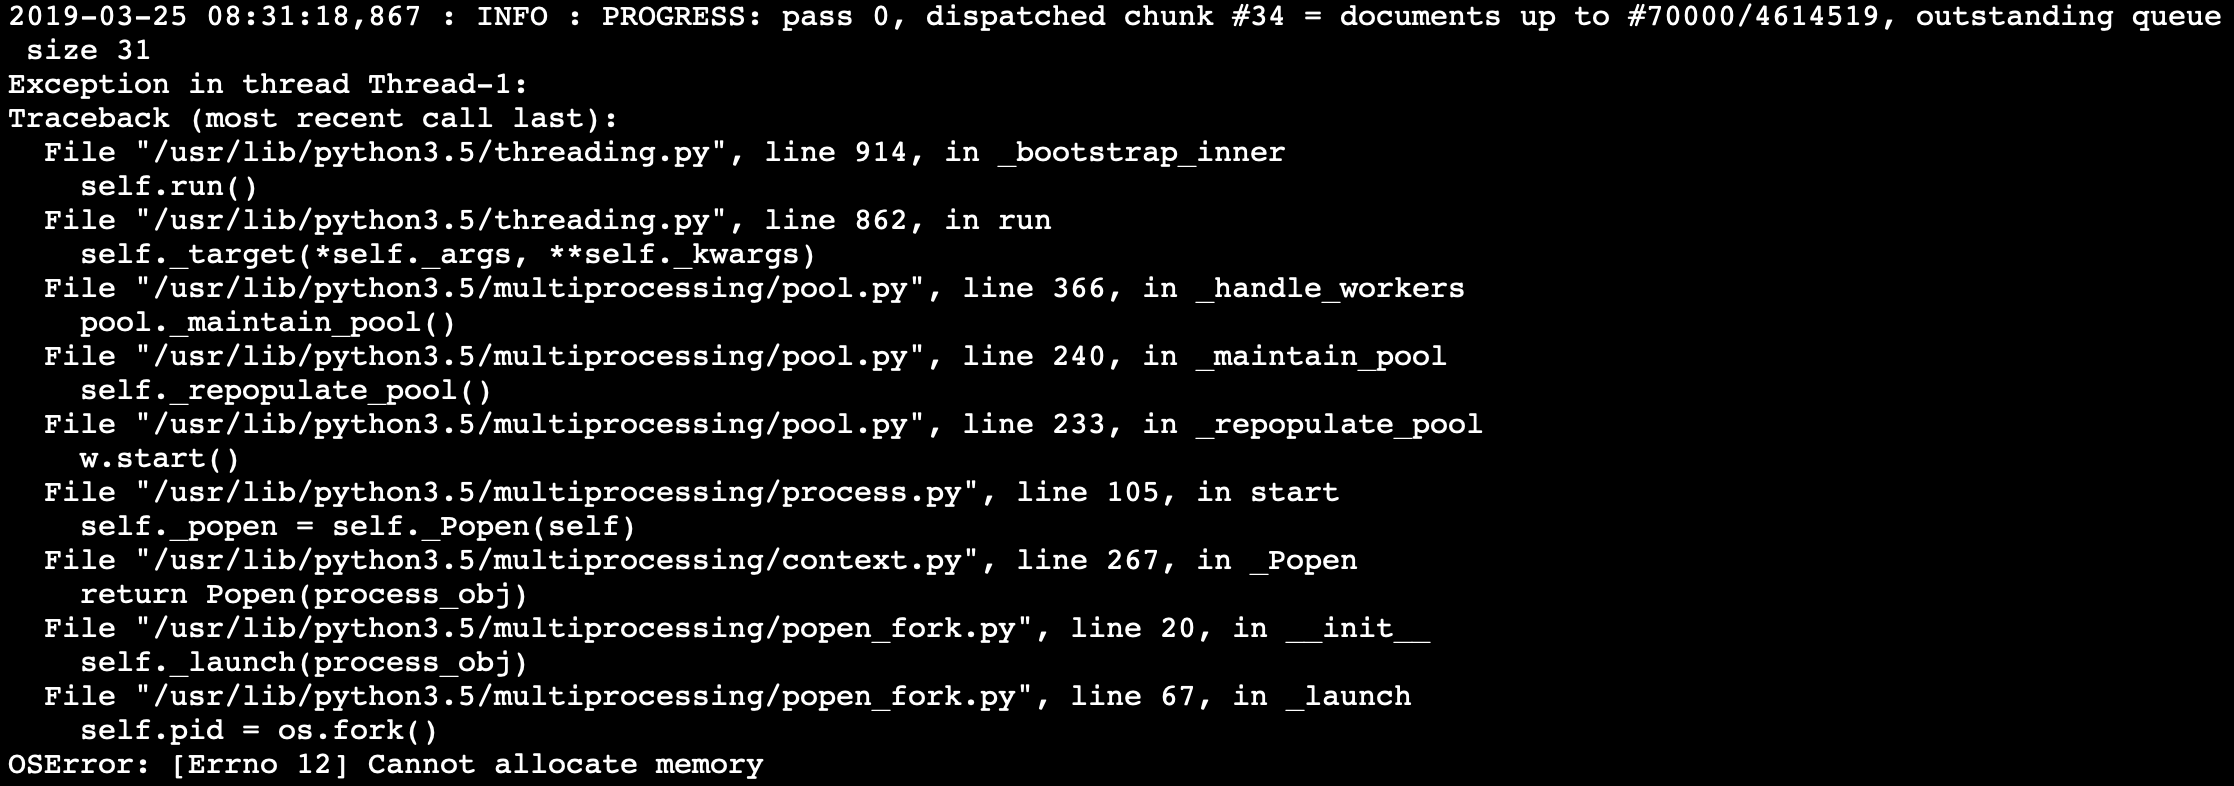 2019-03-25 08:31:18,867 : INFO : PROGRESS: pass 0, dispatched chunk #34 = documents up to #70000/4614519, outstanding queue
 size 31
Exception in thread Thread-1:
Traceback (most recent call last):
  File "/usr/lib/python3.5/threading.py", line 914, in _bootstrap_inner
    self.run()
  File "/usr/lib/python3.5/threading.py", line 862, in run
    self._target(*self._args, **self._kwargs)
  File "/usr/lib/python3.5/multiprocessing/pool.py", line 366, in _handle_workers
    pool._maintain_pool()
  File "/usr/lib/python3.5/multiprocessing/pool.py", line 240, in _maintain_pool
    self._repopulate_pool()
  File "/usr/lib/python3.5/multiprocessing/pool.py", line 233, in _repopulate_pool
    w.start()
  File "/usr/lib/python3.5/multiprocessing/process.py", line 105, in start
    self._popen = self._Popen(self)
  File "/usr/lib/python3.5/multiprocessing/context.py", line 267, in _Popen
    return Popen(process_obj)
  File "/usr/lib/python3.5/multiprocessing/popen_fork.py", line 20, in __init__
    self._launch(process_obj)
  File "/usr/lib/python3.5/multiprocessing/popen_fork.py", line 67, in _launch
    self.pid = os.fork()
OSError: [Errno 12] Cannot allocate memory